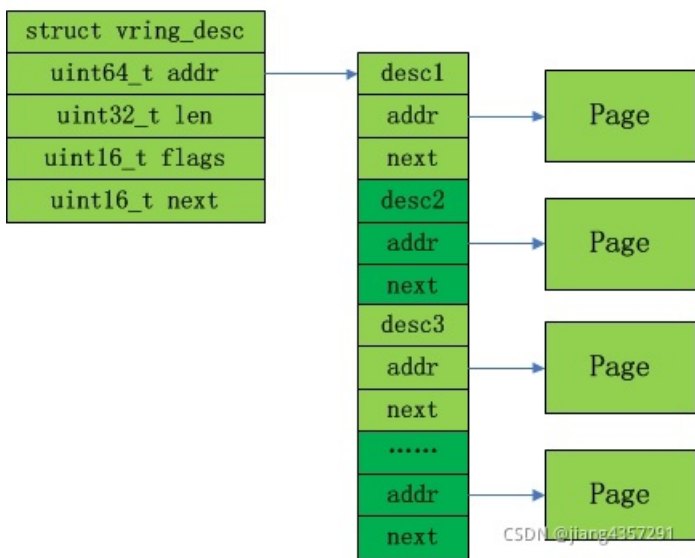 struct vring_desc
uint64_t addr
uint32_t len
uint16_t flags
uint16_t next
desc1
addr
next
desc2
addr
next
desc3
addr
next
……
addr
next
Page
Page
Page
Page
CSDN @jiang4357291